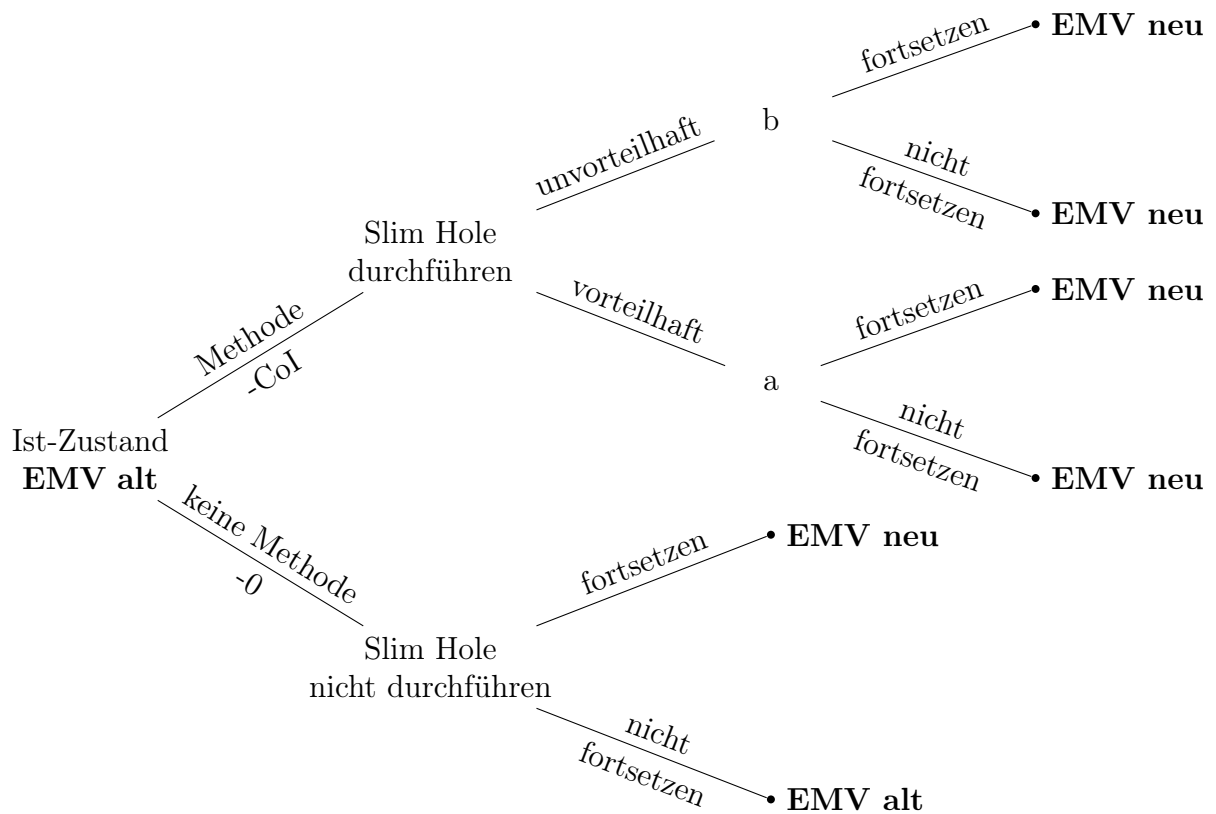 fortsetzen
EMV neu
b
unvorteilhaft
nicht
fortsetzen
EMV neu
Slim Hole
durchführen
vorteilhaft
fortsetzen
EMV neu
a
nicht
fortsetzen
EMV neu
Methode
-CoI
Ist-Zustand
EMV alt
keine Methode
-0
fortsetzen
EMV neu
Slim Hole
nicht durchführen
nicht
fortsetzen
EMV alt